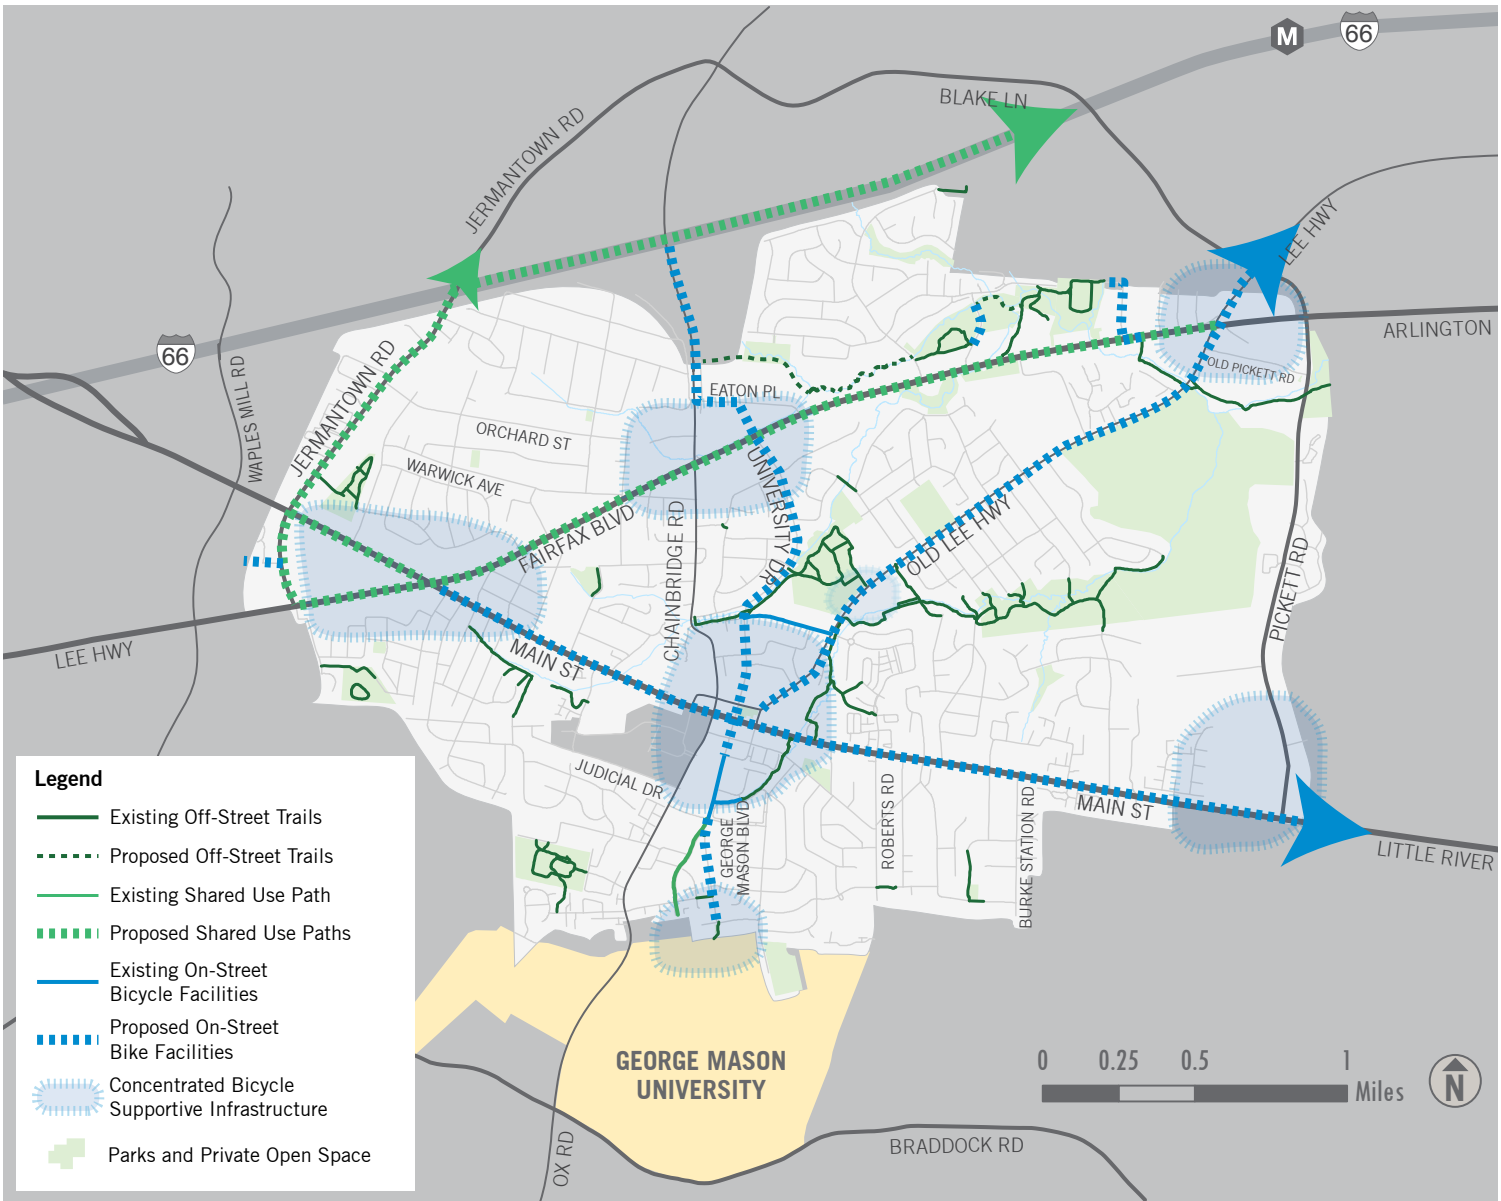 M
66
BLAKE LN
JERMANTOWN RD
LEE HWY
ARLINGTON
66
WAPLES MILL RD
JERMANTOWN RD
OLD PICKETT RD
EATON PL
ORCHARD ST
WARWICK AVE
UNIVERSITY DR
FAIRFAX BLVD
CHAINBRIDGE RD
OLD LEE HWY
PICKETT RD
LEE HWY
MAIN ST
JUDICIAL DR
GEORGE
MASON BLVD
ROBERTS RD
BURKE STATION RD
MAIN ST
LITTLE RIVER
Legend
Existing Off-Street Trails
Proposed Off-Street Trails
Existing Shared Use Path
Proposed Shared Use Paths
Existing On-Street
Bicycle Facilities
Proposed On-Street
Bike Facilities
Concentrated Bicycle
Supportive Infrastructure
Parks and Private Open Space
GEORGE MASON
UNIVERSITY
OX RD
BRADDOCK RD
0 0.25 0.5 1
Miles
N